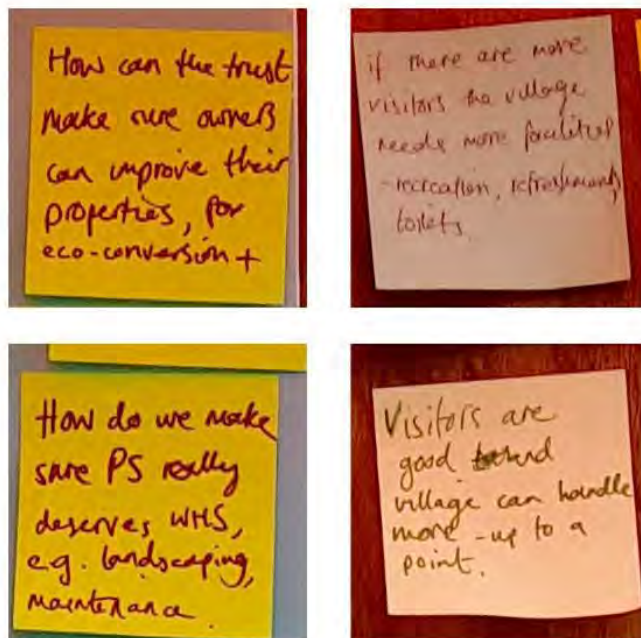 How can the trust
make sure owners
can improve their
properties, for
eco-conversion +
if there are more
visitors the village
needs more facilities
- recreation, refreshments,
toilets.
How do we make
sure PS really
deserves WHS,
e.g. landscaping,
maintenance.
Visitors are
good and
village can handle
more - up to a
point.